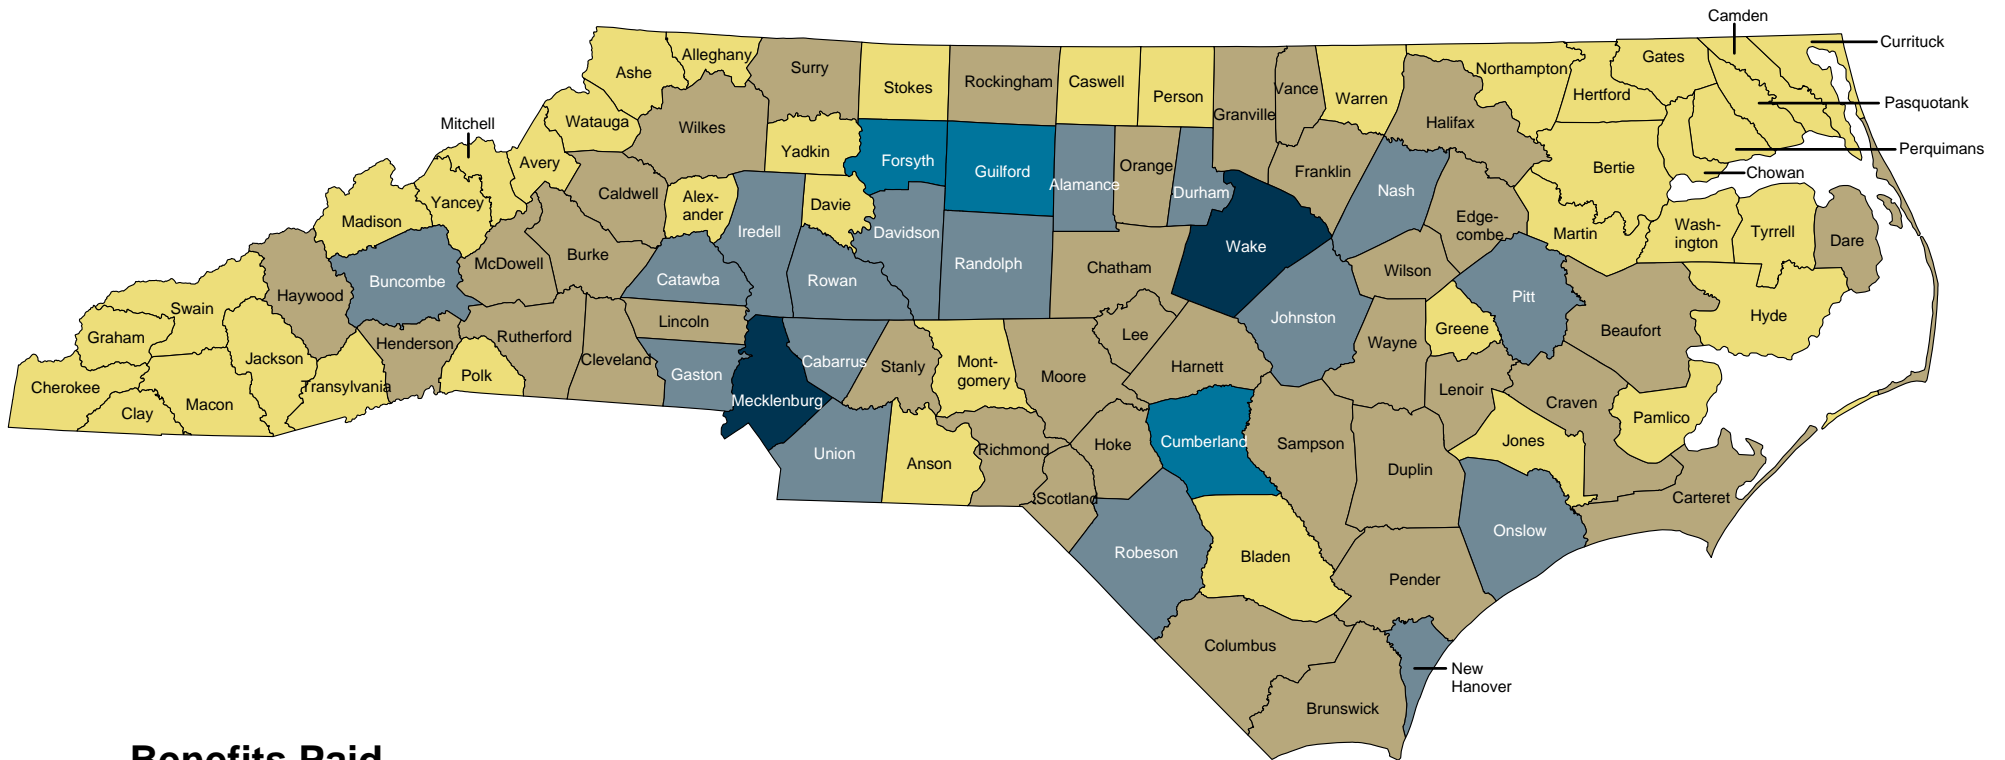 Camden
Currituck
Alleghany
Ashe
Surry
Gates
Northampton
Stokes
Rockingham
Caswell
Person
Vance
Warren
Hertford
Pasquotank
Granville
Mitchell
Watauga
Wilkes
Halifax
Perquimans
Yadkin
Forsyth
Guilford
Alamance
Orange
Durham
Franklin
Nash
Bertie
Chowan
Avery
Caldwell
Alex-
ander
Davie
Yancey
Madison
Iredell
Davidson
Wake
Edge-
combe
Martin
Wash-
ington
Tyrrell
Dare
Burke
McDowell
Buncombe
Catawba
Rowan
Randolph
Chatham
Wilson
Pitt
Haywood
Swain
Graham
Lincoln
Johnston
Greene
Beaufort
Hyde
Henderson
Rutherford
Cleveland
Gaston
Cabarrus
Stanly
Mont-
gomery
Moore
Lee
Harnett
Wayne
Lenoir
Craven
Jackson
Cherokee
Clay
Macon
Transylvania
Polk
Mecklenburg
Pamlico
Union
Anson
Richmond
Hoke
Cumberland
Sampson
Duplin
Jones
Scotland
Carteret
Onslow
Robeson
Bladen
Pender
Columbus
Brunswick
New
Hanover
Benefits Paid